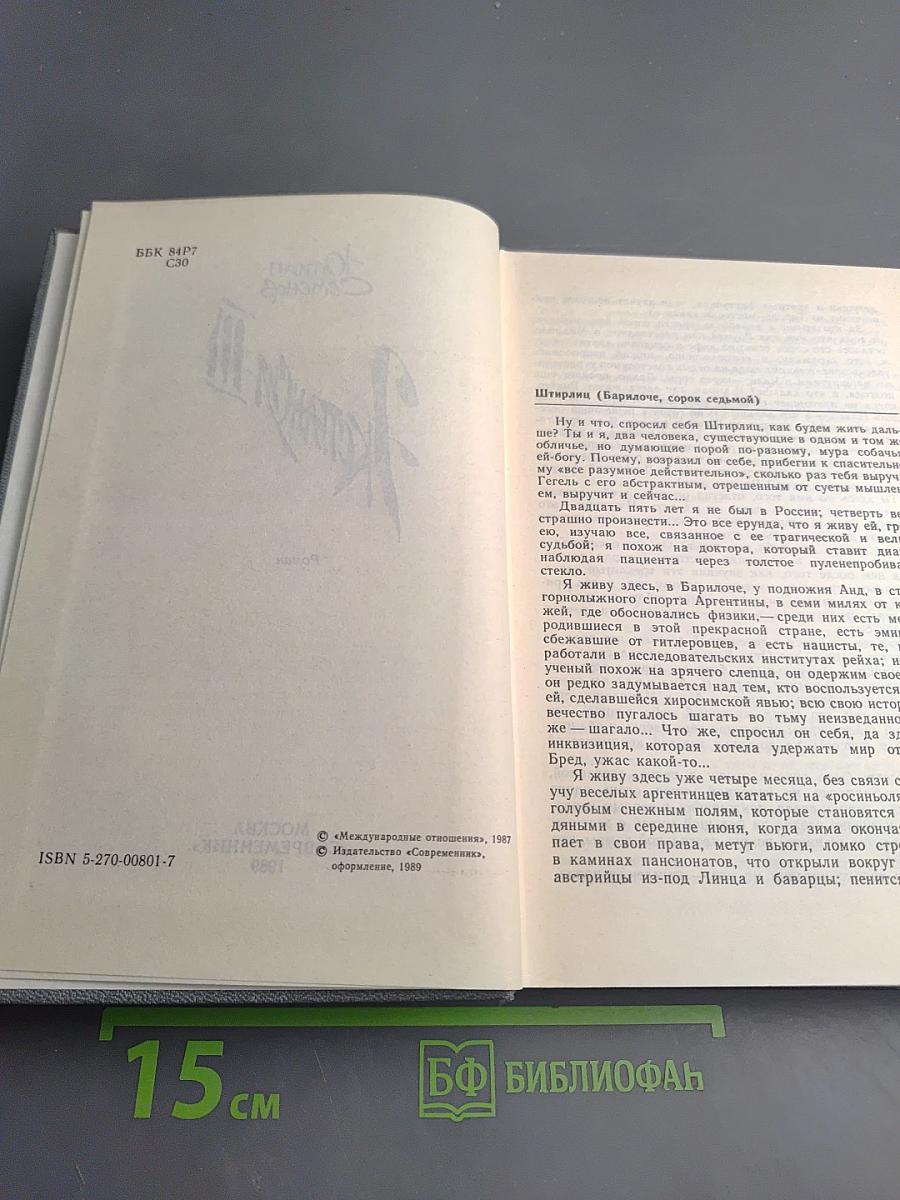 ББК 84Р7
С30
Юлиан
Семенов
Экспансия III
Роман
МОСКВА
«СОВРЕМЕННИК»
1989
ISBN 5-270-00801-7
© «Международные отношения», 1987
© Издательство «Современник»,
оформление, 1989
Штирлиц (Барилоче, сорок седьмой)
Ну и что, спросил себя Штирлиц, как будем жить даль-
ше? Ты и я, два человека, существующие в одном и том ж
обличье, но думающие порой по-разному, мура собачья
ей-богу. Почему, возразил он себе, прибегни к спасительно
му «все разумное действительно», сколько раз тебя выруч
Гегель с его абстрактным, отрешенным от суеты мышлен
ем, выручит и сейчас...
Двадцать пять лет я не был в России; четверть ве
страшно произнести... Это все ерунда, что я живу ей, гр
ею, изучаю все, связанное с ее трагической и вели
судьбой; я похож на доктора, который ставит диа
наблюдая пациента через толстое пуленепробива
стекло.
Я живу здесь, в Барилоче, у подножия Анд, в ст
горнолыжного спорта Аргентины, в семи милях от к
жей, где обосновались физики,— среди них есть ме
родившиеся в этой прекрасной стране, есть эми
сбежавшие от гитлеровцев, а есть нацисты, те,
работали в исследовательских институтах рейха; и
ученый похож на зрячего слепца, он одержим свое
он редко задумывается над тем, кто воспользуется
ей, сделавшейся хиросимской явью; всю свою истор
вечество пугалось шагать во тьму неизведанно
же — шагало... Что же, спросил он себя, да зд
инквизиция, которая хотела удержать мир от
Бред, ужас какой-то...
Я живу здесь уже четыре месяца, без связи с
учу веселых аргентинцев кататься на «росиньоля
голубым снежным полям, которые становятся
дяными в середине июня, когда зима окончат
пает в свои права, метут вьюги, ломко стре
в каминах пансионатов, что открыли вокруг
австрийцы из-под Линца и баварцы; пенится
15 см
БФ БИБЛИОФАН